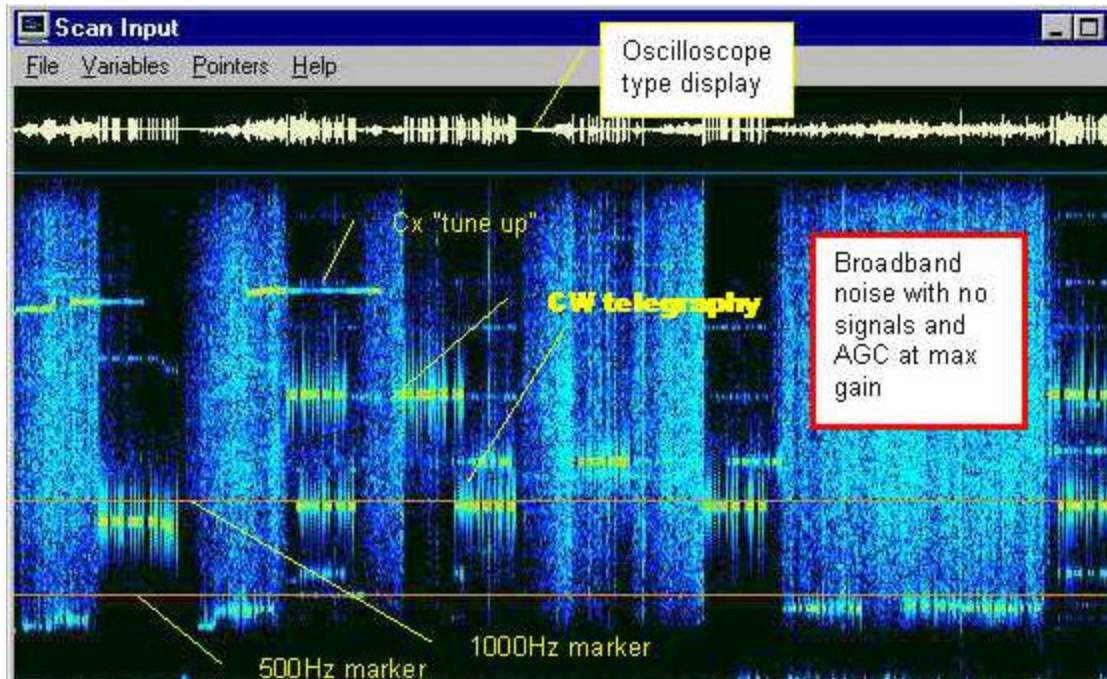 Scan Input
File Variables Pointers Help
Oscilloscope
type display
Cx "tune up"
CW telegraphy
Broadband
noise with no
signals and
AGC at max
gain
1000Hz marker
500Hz marker